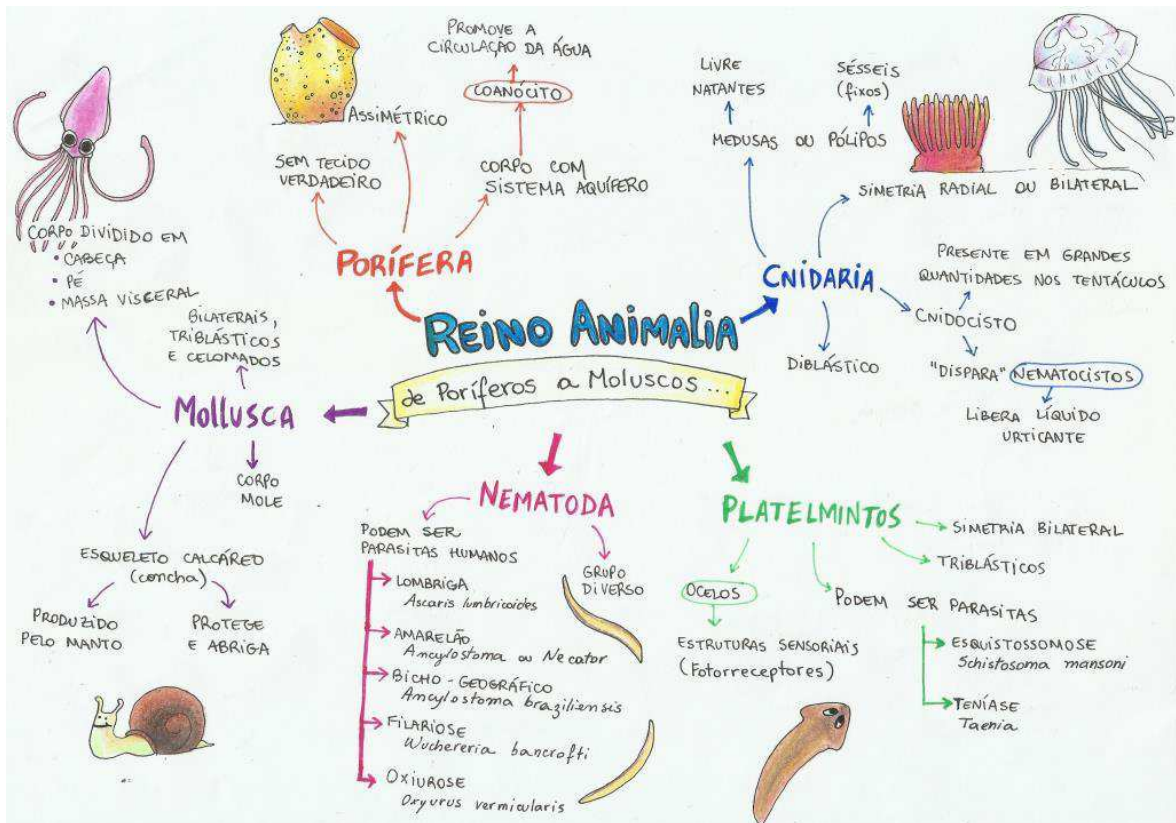 REINO ANIMALIA
de Poríferos a Moluscos ...
PORÍFERA
SEM TECIDO
VERDADEIRO
ASSIMÉTRICO
CORPO COM
SISTEMA AQUÍFERO
COANÓCITO
PROMOVE A
CIRCULAÇÃO DA ÁGUA
CNIDARIA
MEDUSAS OU PÓLIPOS
LIVRE
NATANTES
SÉSSEIS
(fixos)
SIMETRIA RADIAL OU BILATERAL
CNIDOCISTO
PRESENTE EM GRANDES
QUANTIDADES NOS TENTÁCULOS
"DISPARA" NEMATOCISTOS
LIBERA LÍQUIDO
URTICANTE
DIBLÁSTICO
PLATELMINTOS
SIMETRIA BILATERAL
TRIBLÁSTICOS
PODEM SER PARASITAS
ESQUISTOSSOMOSE
Schistosoma mansoni
TENÍASE
Taenia
OCELOS
ESTRUTURAS SENSORIAIS
(Fotorreceptores)
NEMATODA
GRUPO
DIVERSO
PODEM SER
PARASITAS HUMANOS
LOMBRIGA
Ascaris lumbricoides
AMARELÃO
Ancylostoma ou Necator
BICHO-GEOGRÁFICO
Ancylostoma braziliensis
FILARIOSE
Wuchereria bancrofti
OXIUROSE
Oxyurus vermicularis
MOLLUSCA
CORPO DIVIDIDO EM
• CABEÇA
• PÉ
• MASSA VISCERAL
BILATERAIS,
TRIBLÁSTICOS
E CELOMADOS
CORPO
MOLE
ESQUELETO CALCÁREO
(concha)
PRODUZIDO
PELO MANTO
PROTEGE
E ABRIGA